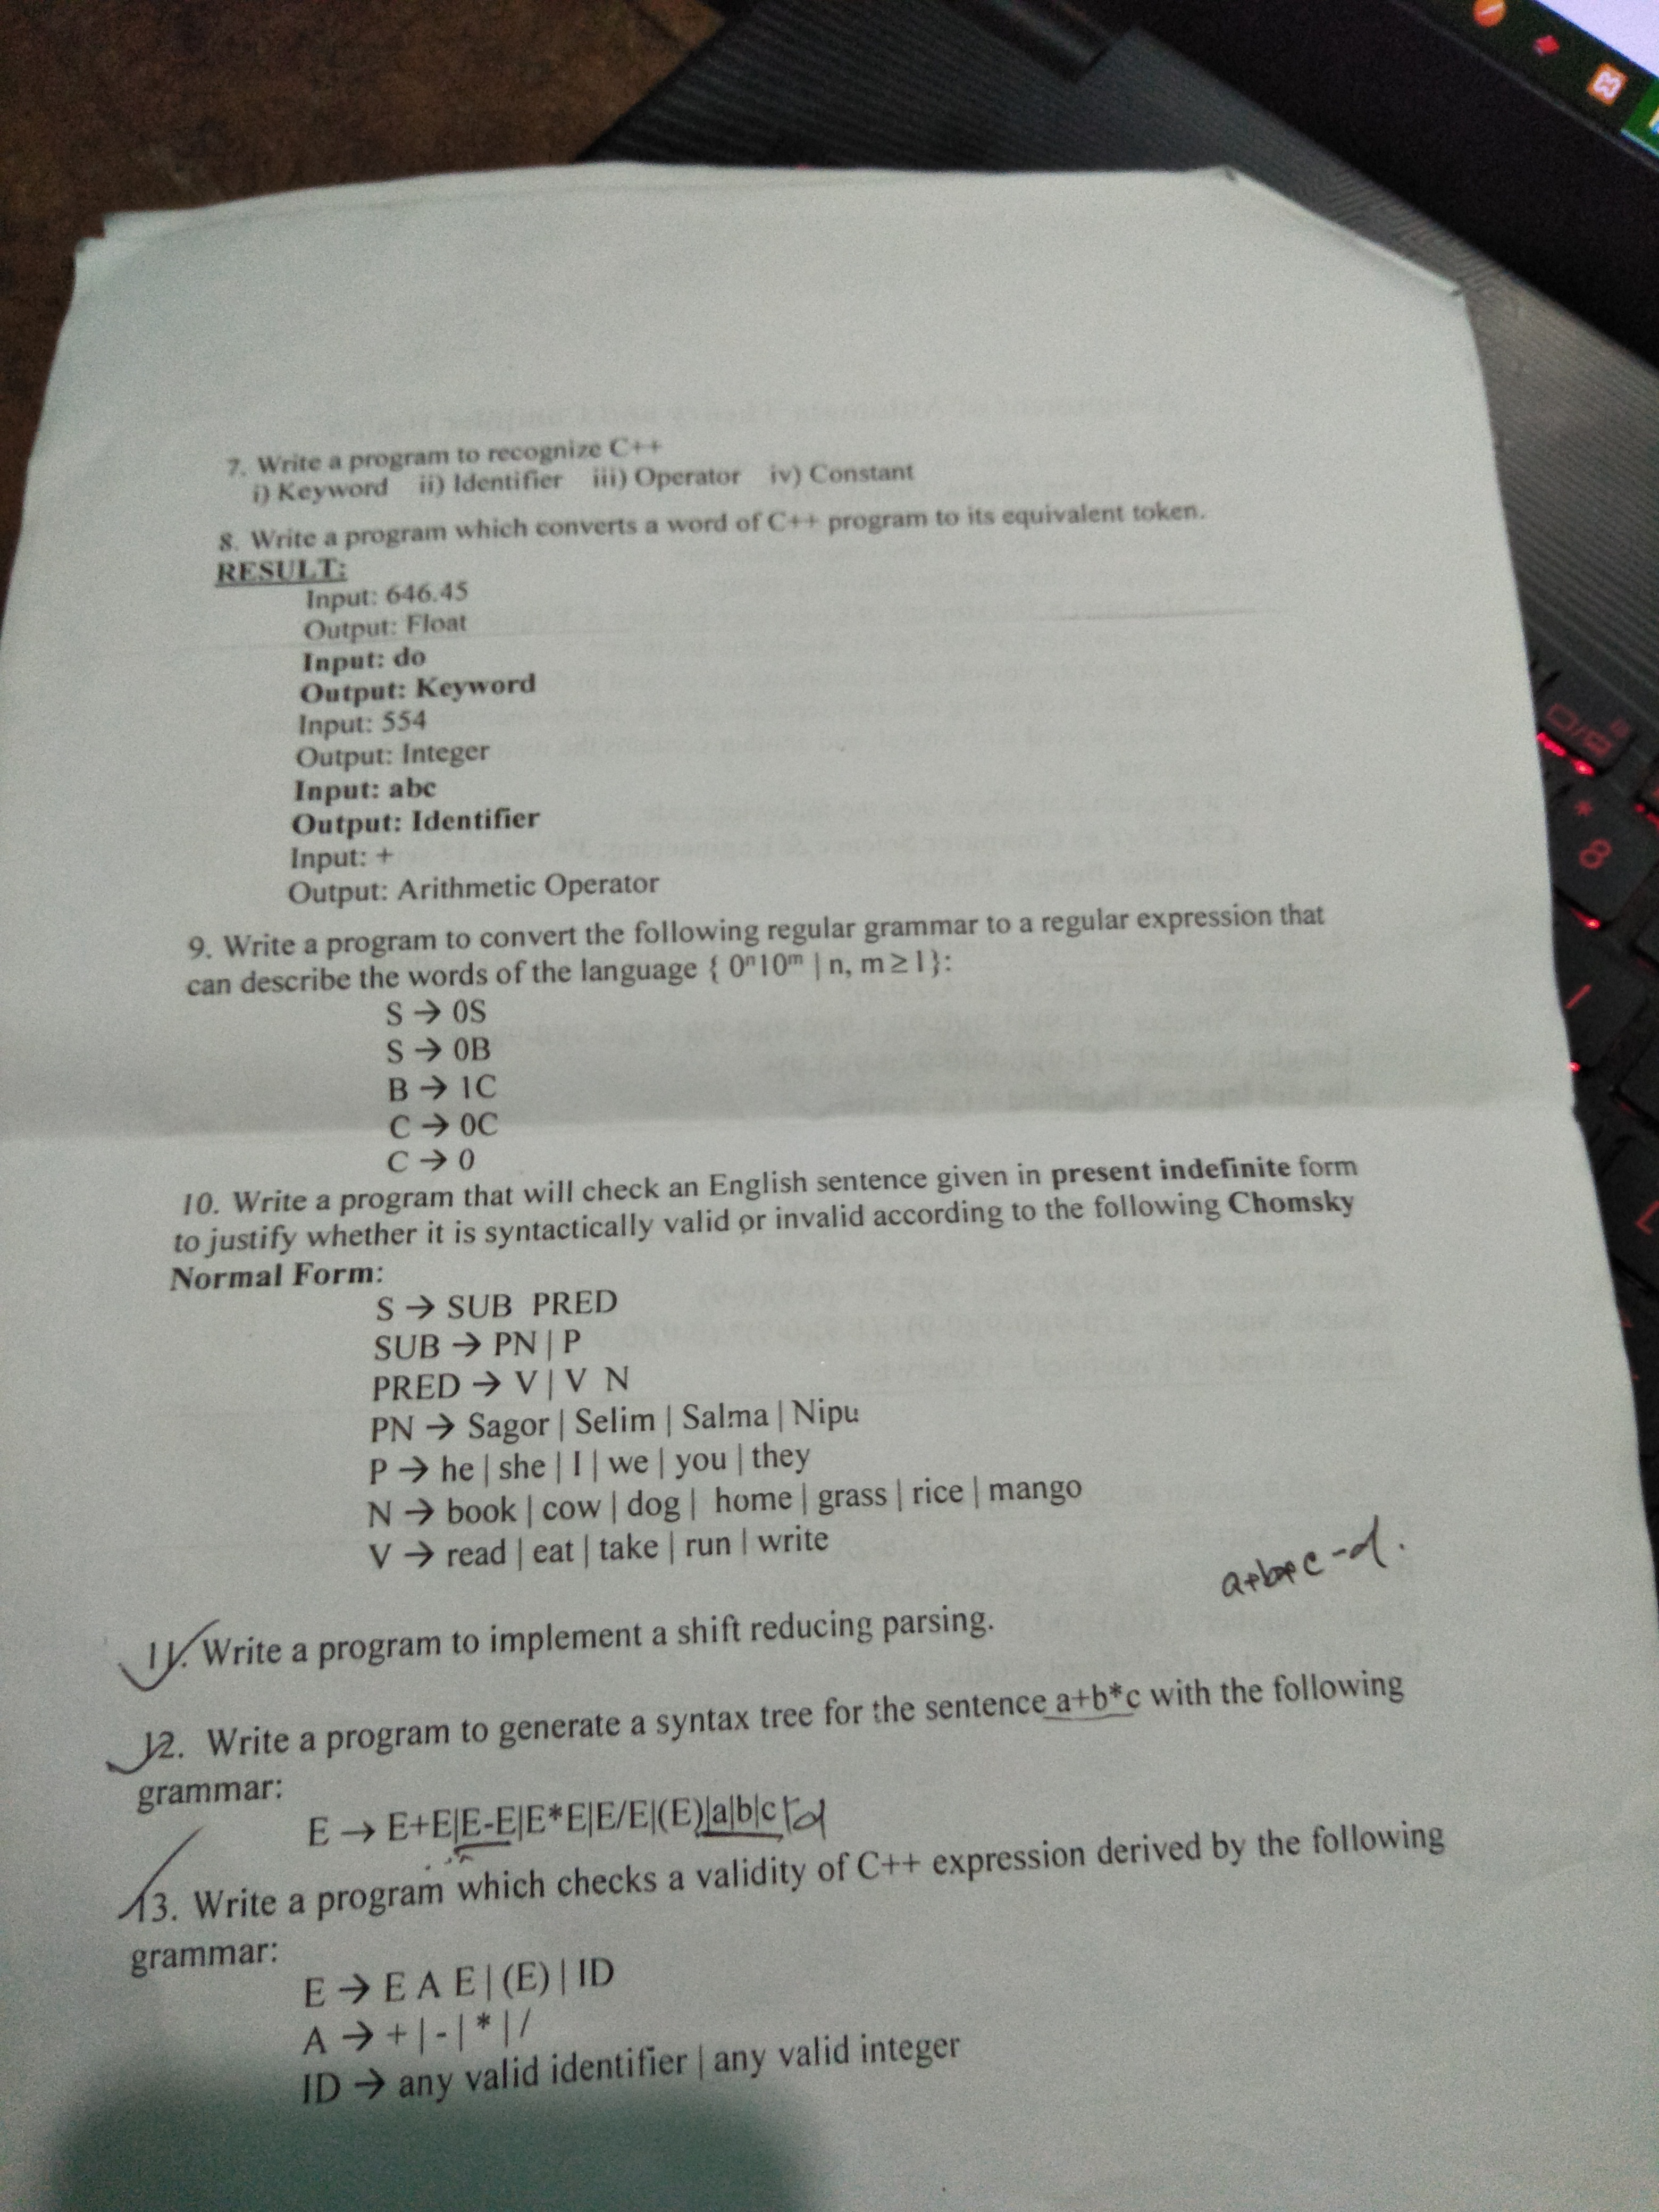 7. Write a program to recognize C++
i) Keyword ii) Identifier iii) Operator iv) Constant
8. Write a program which converts a word of C++ program to its equivalent token.
RESULT:
Input: 646.45
Output: Float
Input: do
Output: Keyword
Input: 554
Output: Integer
Input: abc
Output: Identifier
Input: +
Output: Arithmetic Operator
9. Write a program to convert the following regular grammar to a regular expression that
can describe the words of the language { 0ⁿ10ᵐ | n, m ≥ 1}:
S → 0S
S → 0B
B → 1C
C → 0C
C → 0
10. Write a program that will check an English sentence given in present indefinite form
to justify whether it is syntactically valid or invalid according to the following Chomsky
Normal Form:
S → SUB PRED
SUB → PN | P
PRED → V | V N
PN → Sagor | Selim | Salma | Nipu
P → he | she | I | we | you | they
N → book | cow | dog | home | grass | rice | mango
V → read | eat | take | run | write
a+b+c-d.
11. Write a program to implement a shift reducing parsing.
12. Write a program to generate a syntax tree for the sentence a+b*c with the following
grammar:
E → E+E|E-E|E*E|E/E|(E)|a|b|c|d
13. Write a program which checks a validity of C++ expression derived by the following
grammar:
E → E A E | (E) | ID
A → + | - | * | /
ID → any valid identifier | any valid integer
8
*